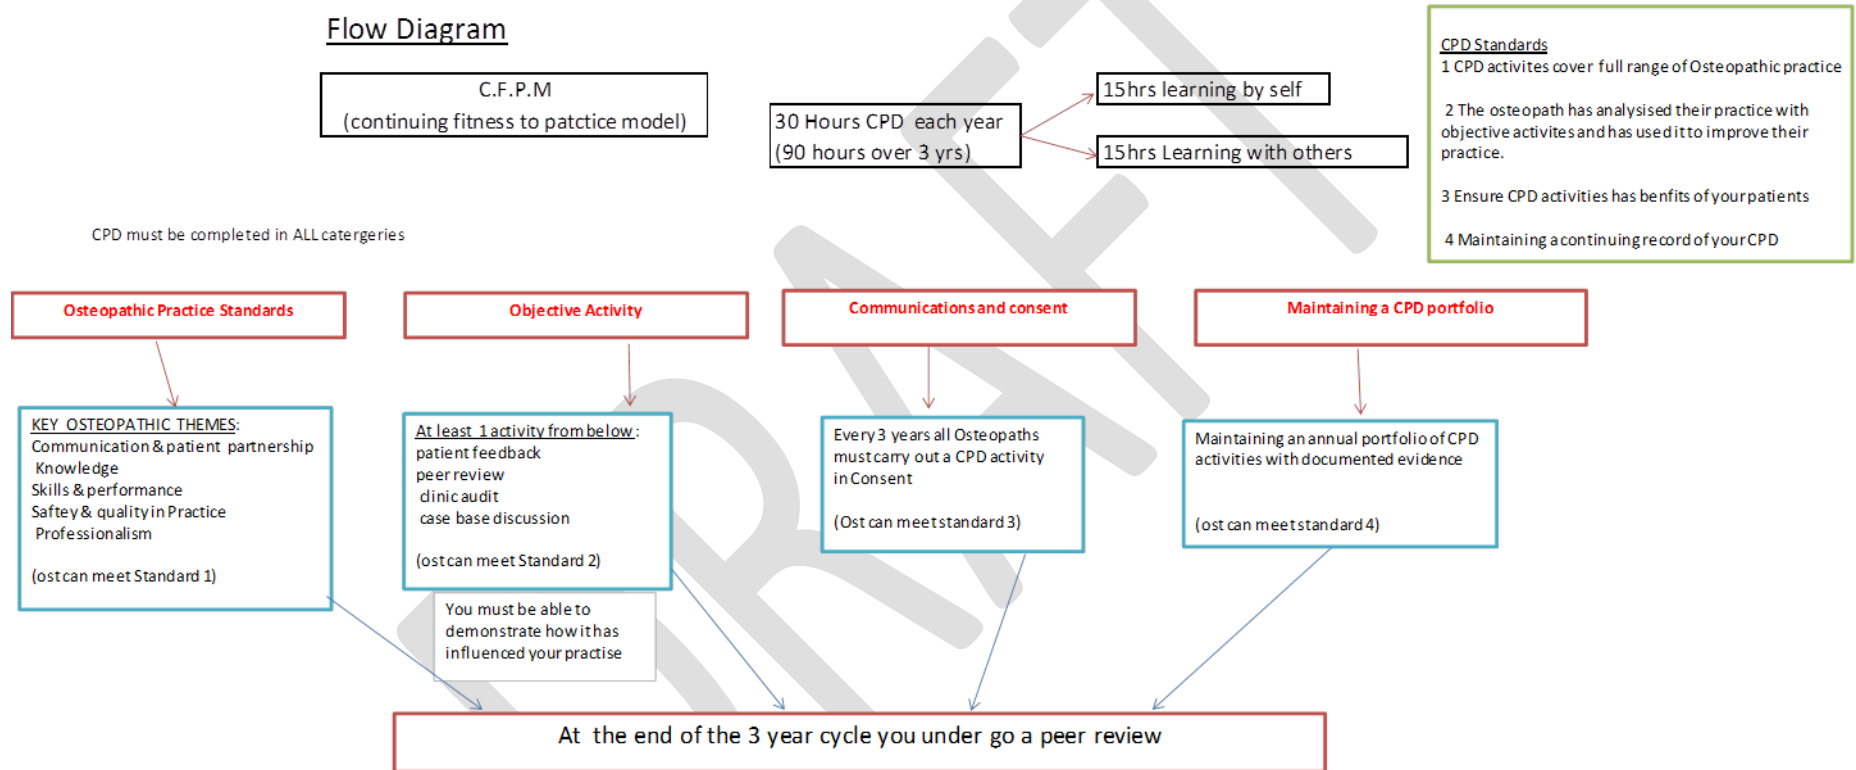 Flow Diagram
C.F.P.M
(continuing fitness to patctice model)
30 Hours CPD each year
(90 hours over 3 yrs)
15hrs learning by self
15hrs Learning with others
CPD Standards
1 CPD activites cover full range of Osteopathic practice
2 The osteopath has analysised their practice with
objective activites and has used it to improve their
practice.
3 Ensure CPD activities has benfits of your patients
4 Maintaining a continuing record of your CPD
CPD must be completed in ALL catergeries
Osteopathic Practice Standards
Objective Activity
Communications and consent
Maintaining a CPD portfolio
KEY OSTEOPATHIC THEMES:
Communication & patient partnership
Knowledge
Skills & performance
Saftey & quality in Practice
Professionalism
(ost can meet Standard 1)
At least 1 activity from below:
patient feedback
peer review
clinic audit
case base discussion
(ost can meet Standard 2)
You must be able to
demonstrate how it has
influenced your practise
Every 3 years all Osteopaths
must carry out a CPD activity
in Consent
(Ost can meet standard 3)
Maintaining an annual portfolio of CPD
activities with documented evidence
(ost can meet standard 4)
At the end of the 3 year cycle you under go a peer review
DRAFT